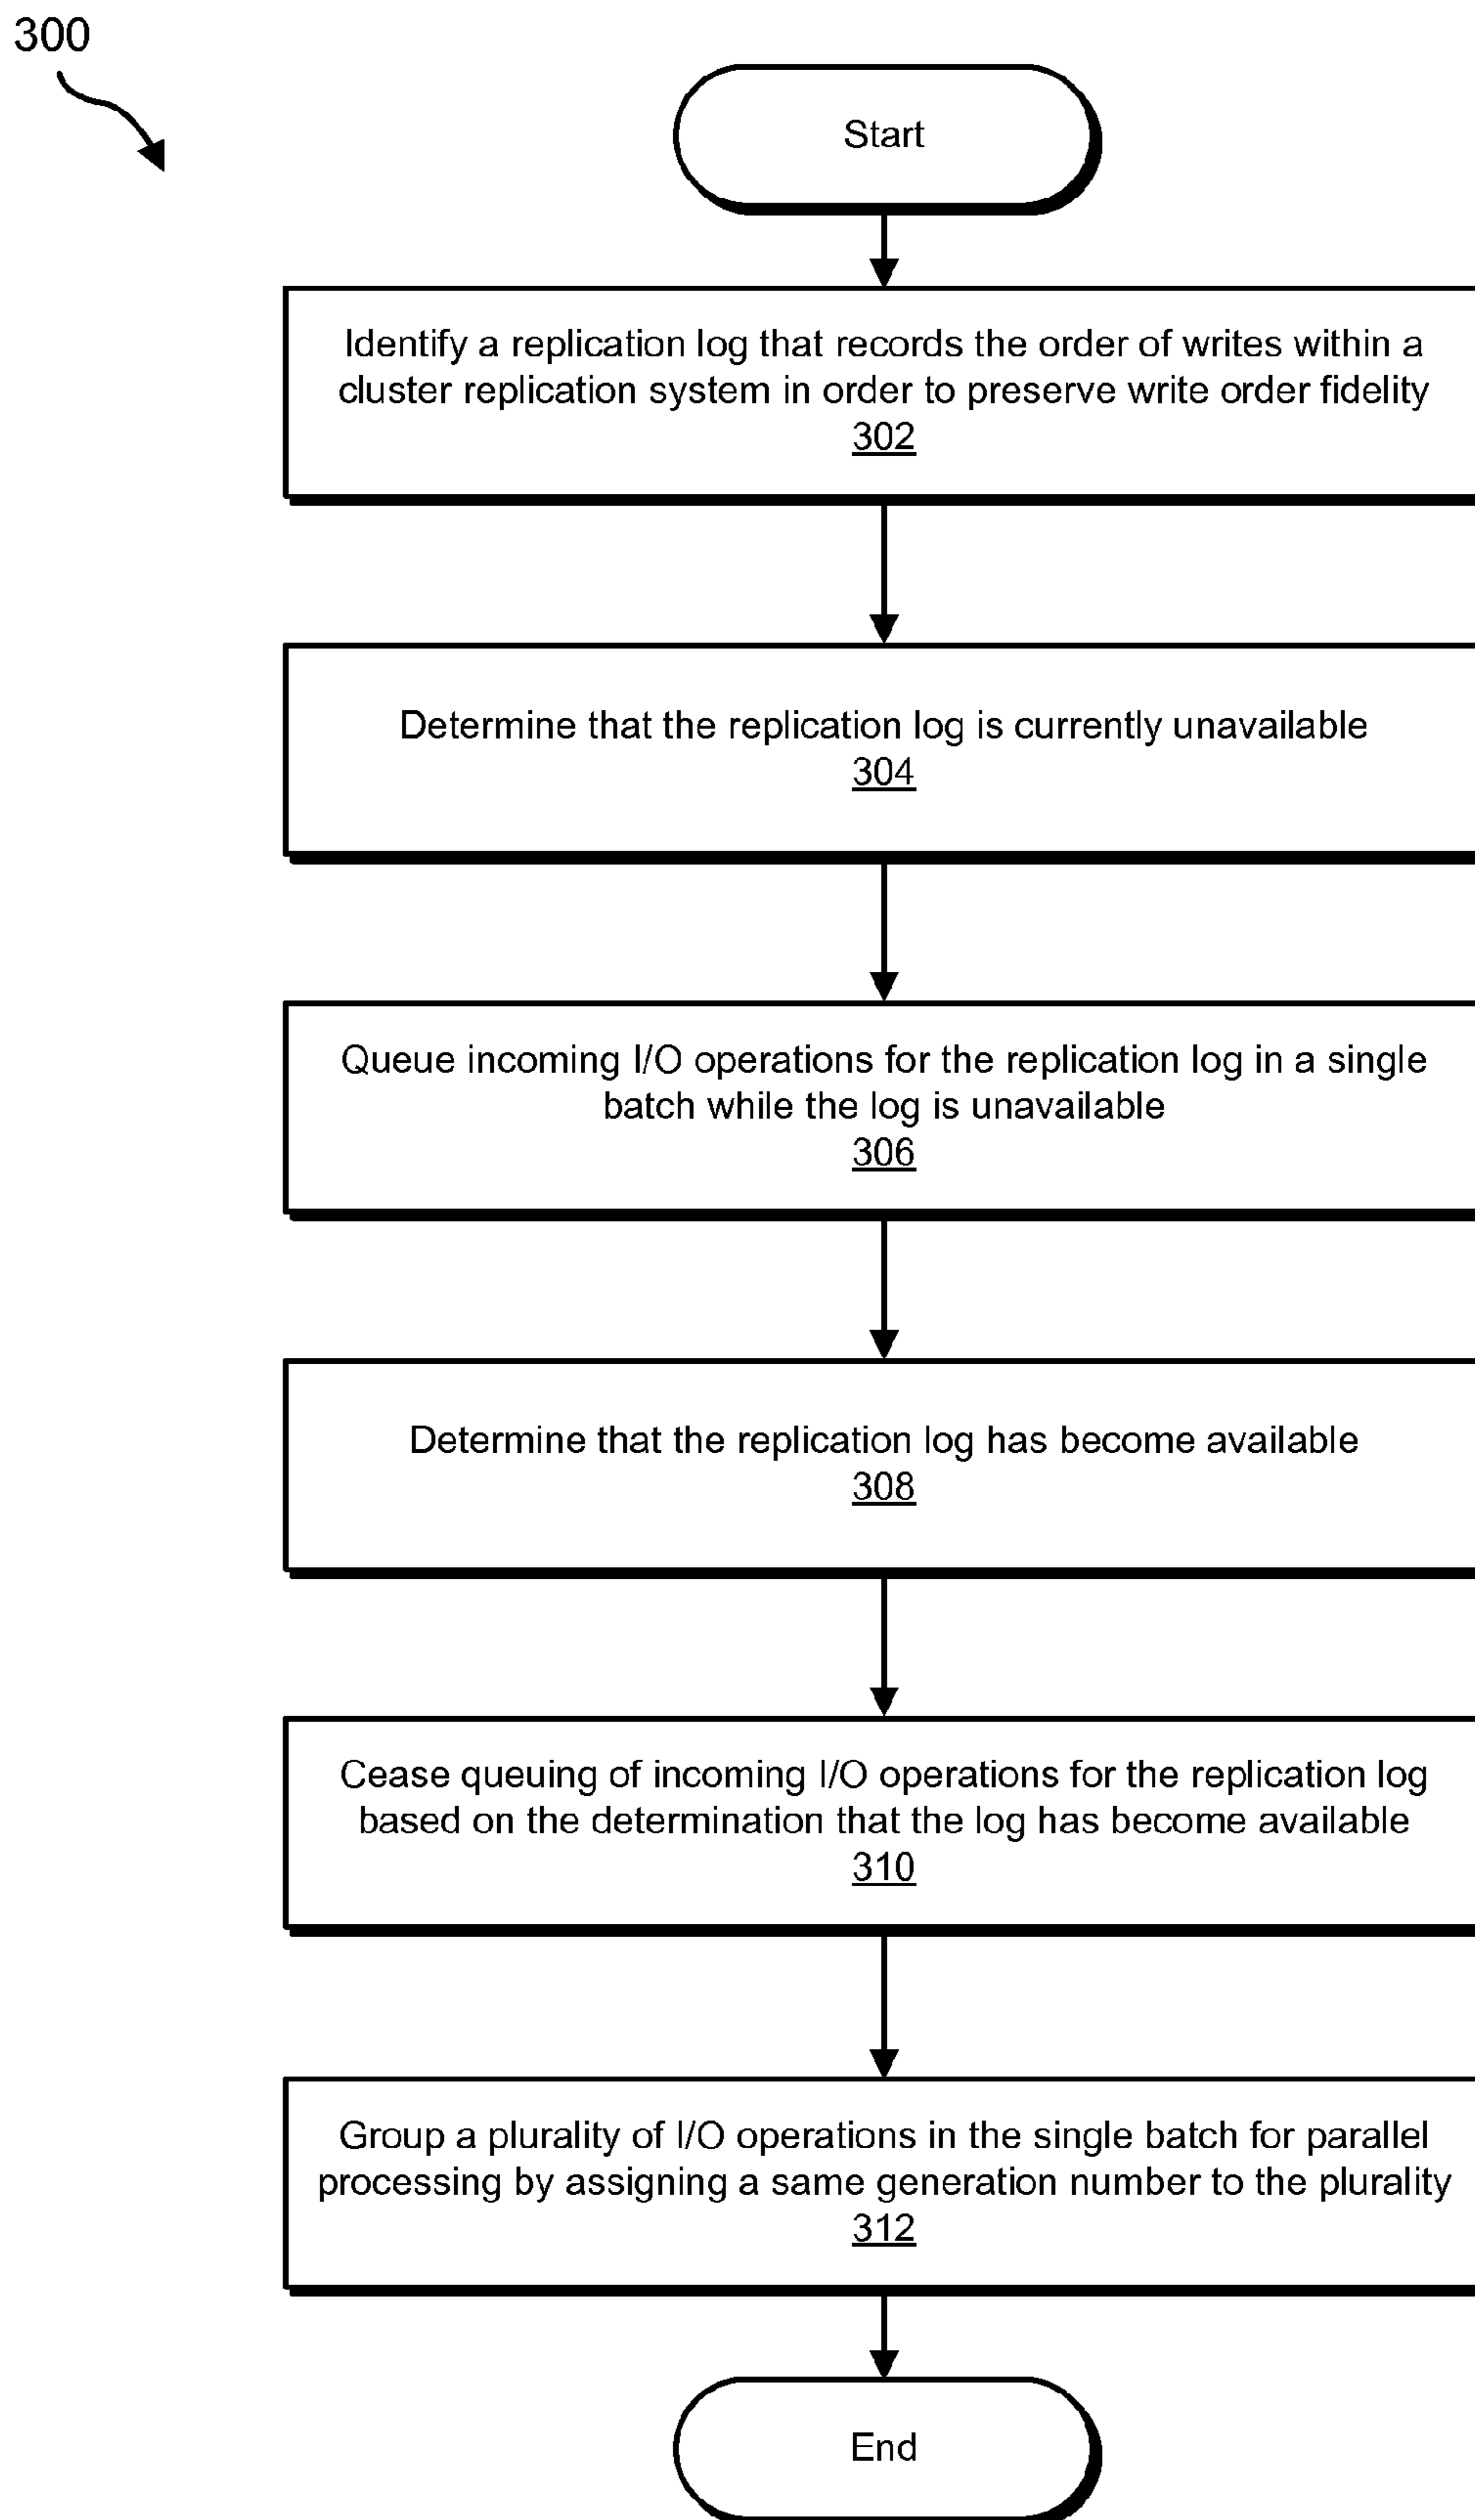 300
Start
Identify a replication log that records the order of writes within a
cluster replication system in order to preserve write order fidelity
302
Determine that the replication log is currently unavailable
304
Queue incoming I/O operations for the replication log in a single
batch while the log is unavailable
306
Determine that the replication log has become available
308
Cease queuing of incoming I/O operations for the replication log
based on the determination that the log has become available
310
Group a plurality of I/O operations in the single batch for parallel
processing by assigning a same generation number to the plurality
312
End